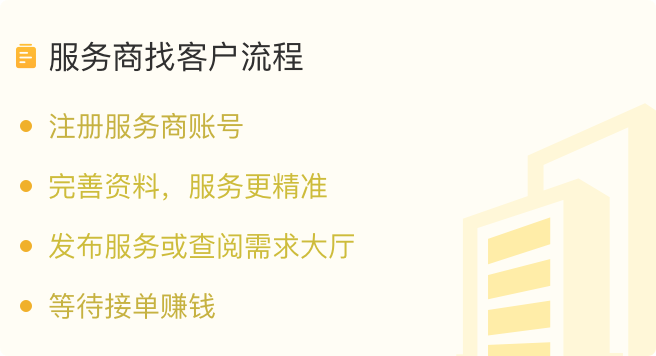 服务商找客户流程
注册服务商账号
完善资料，服务更精准
发布服务或查阅需求大厅
等待接单赚钱